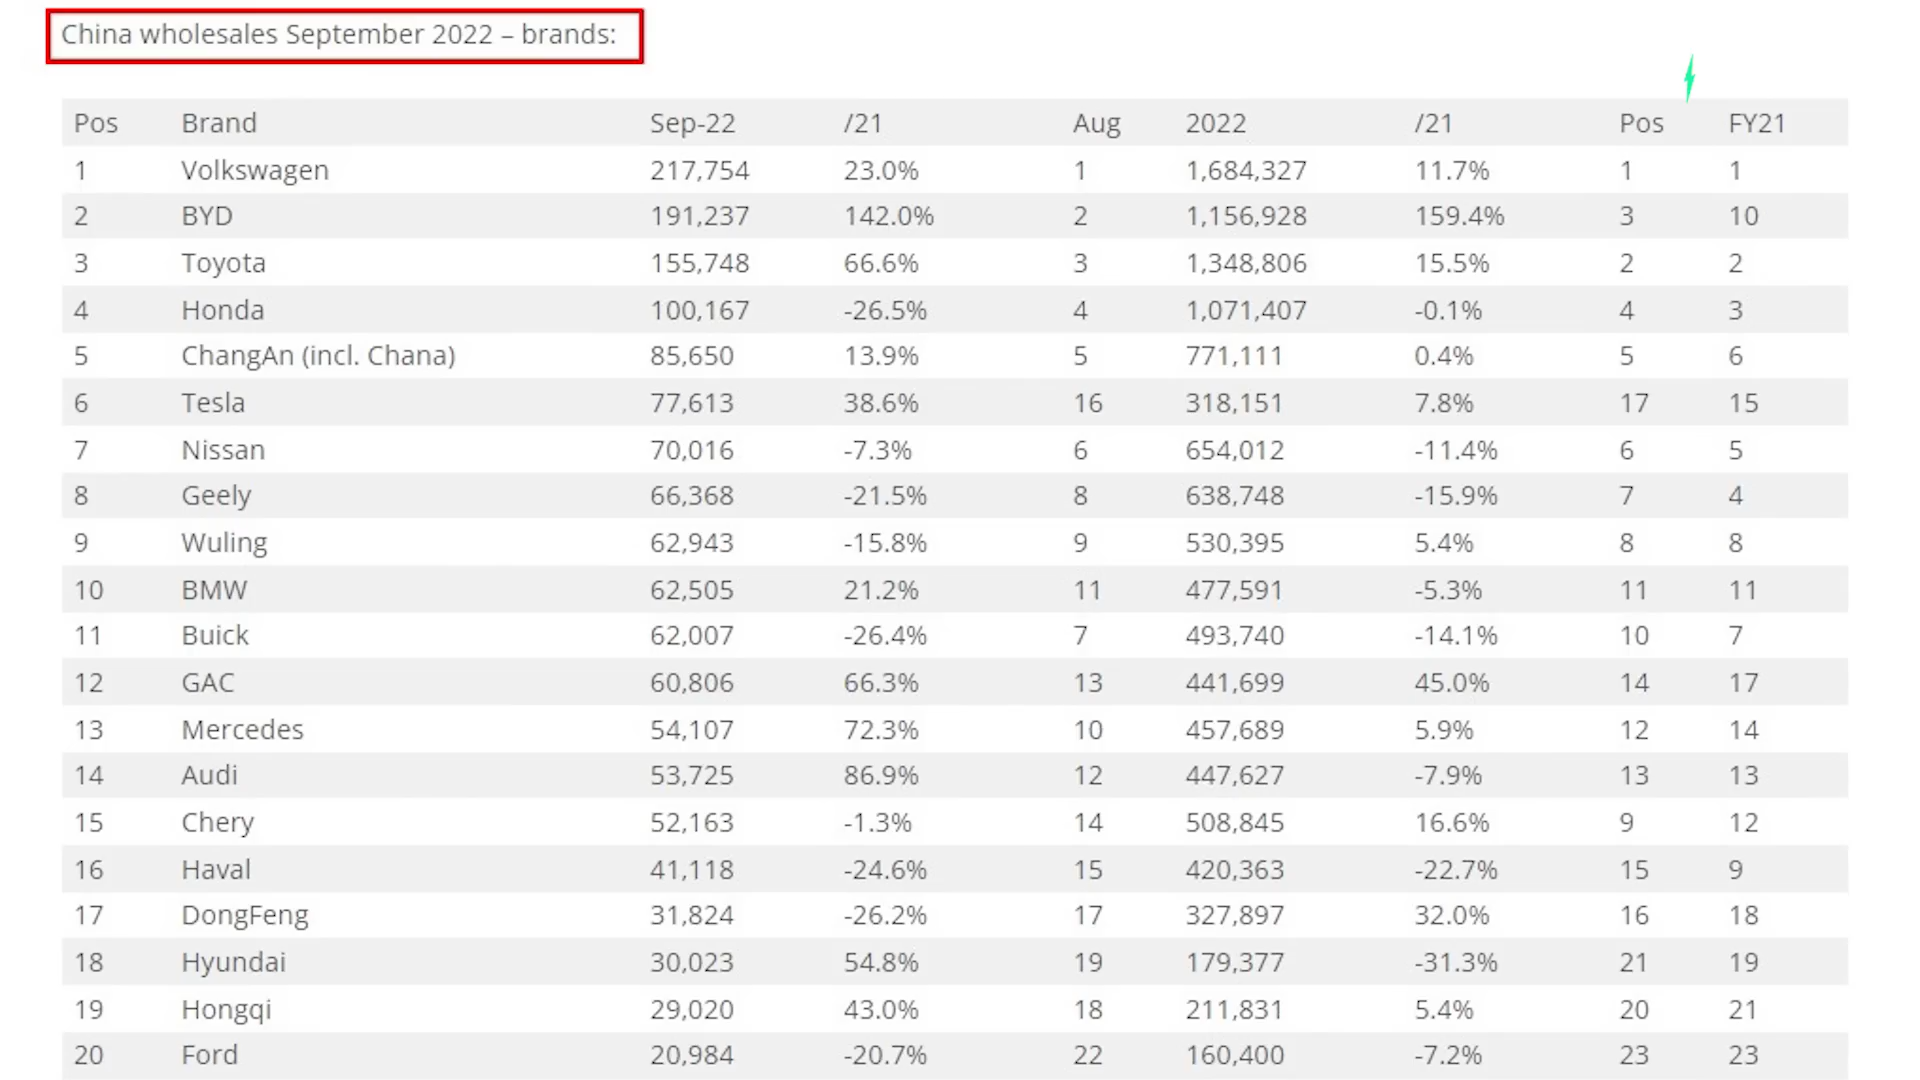 China wholesales September 2022 – brands:
Pos Brand Sep-22 /21 Aug 2022 /21 Pos FY21
1 Volkswagen 217,754 23.0% 1 1,684,327 11.7% 1 1
2 BYD 191,237 142.0% 2 1,156,928 159.4% 3 10
3 Toyota 155,748 66.6% 3 1,348,806 15.5% 2 2
4 Honda 100,167 -26.5% 4 1,071,407 -0.1% 4 3
5 ChangAn (incl. Chana) 85,650 13.9% 5 771,111 0.4% 5 6
6 Tesla 77,613 38.6% 16 318,151 7.8% 17 15
7 Nissan 70,016 -7.3% 6 654,012 -11.4% 6 5
8 Geely 66,368 -21.5% 8 638,748 -15.9% 7 4
9 Wuling 62,943 -15.8% 9 530,395 5.4% 8 8
10 BMW 62,505 21.2% 11 477,591 -5.3% 11 11
11 Buick 62,007 -26.4% 7 493,740 -14.1% 10 7
12 GAC 60,806 66.3% 13 441,699 45.0% 14 17
13 Mercedes 54,107 72.3% 10 457,689 5.9% 12 14
14 Audi 53,725 86.9% 12 447,627 -7.9% 13 13
15 Chery 52,163 -1.3% 14 508,845 16.6% 9 12
16 Haval 41,118 -24.6% 15 420,363 -22.7% 15 9
17 DongFeng 31,824 -26.2% 17 327,897 32.0% 16 18
18 Hyundai 30,023 54.8% 19 179,377 -31.3% 21 19
19 Hongqi 29,020 43.0% 18 211,831 5.4% 20 21
20 Ford 20,984 -20.7% 22 160,400 -7.2% 23 23